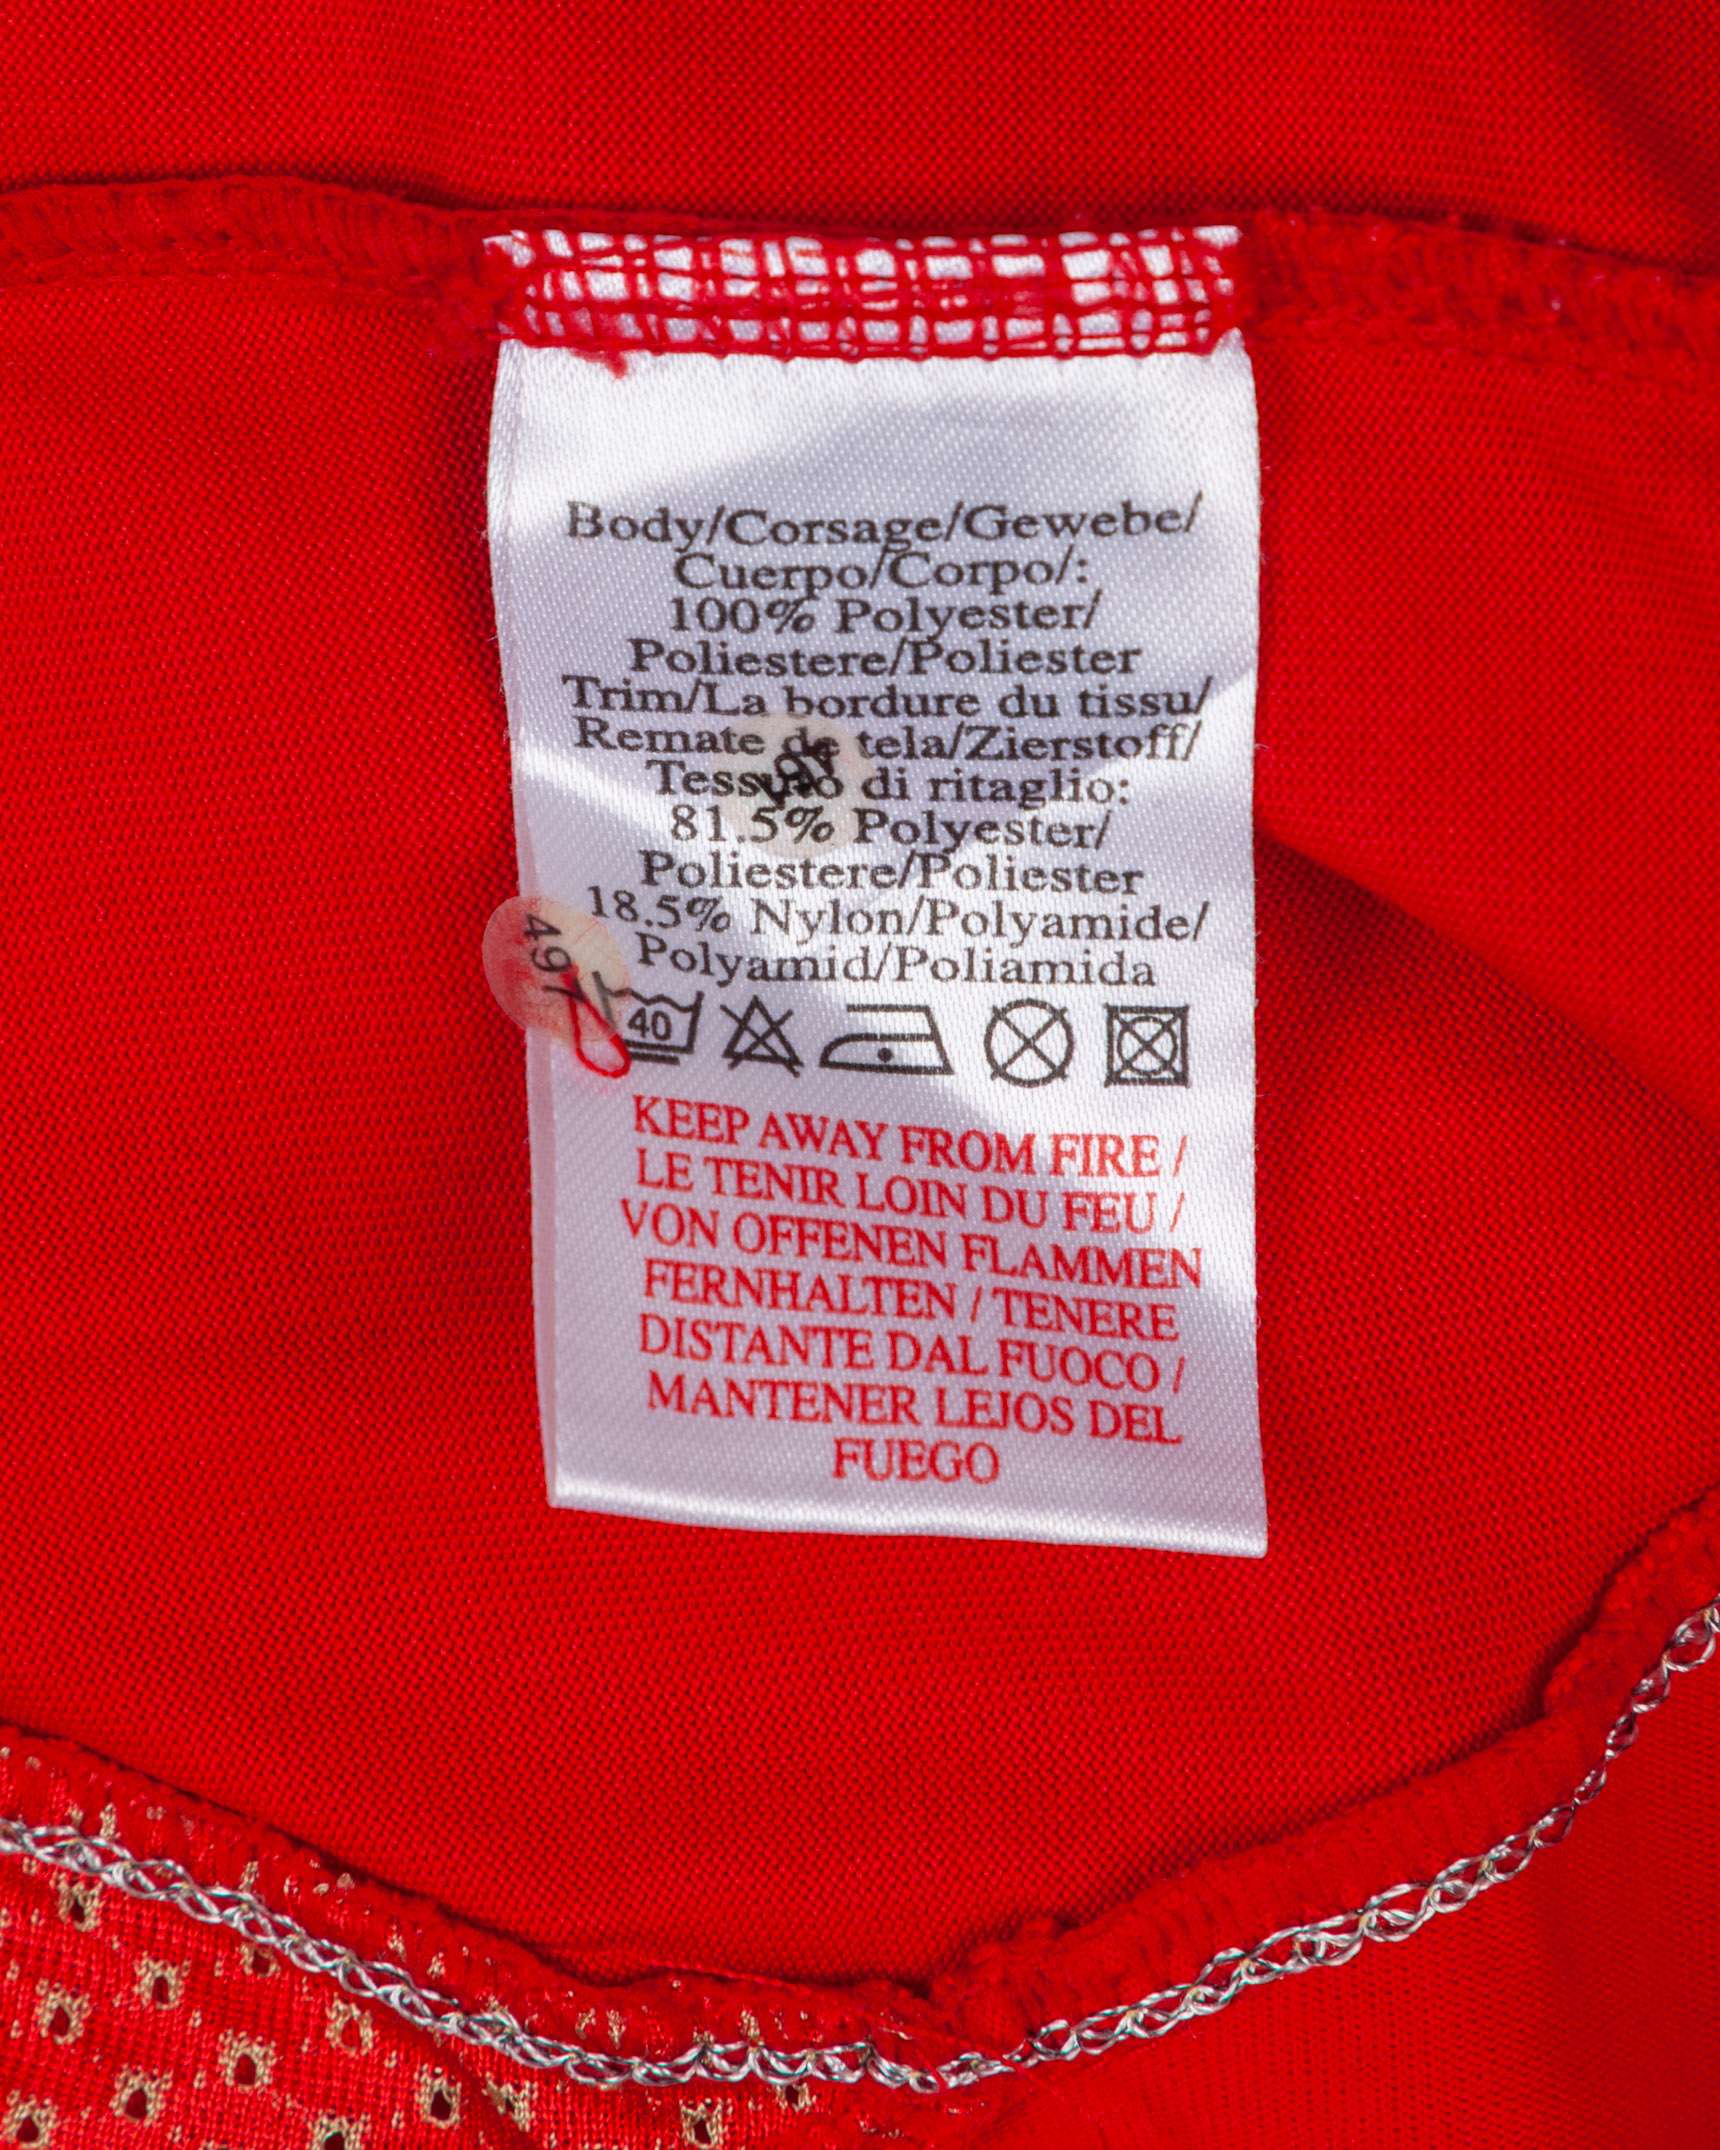 Body/Corsage/Gewebe/
Cuerpo/Corpo/:
100% Polyester/
Poliestere/Poliester
Trim/La bordure du tissu/
Remate de tela/Zierstoff/
Tessuto di ritaglio:
81.5% Polyester/
Poliestere/Poliester
18.5% Nylon/Polyamide/
Polyamid/Poliamida
497
40
KEEP AWAY FROM FIRE /
LE TENIR LOIN DU FEU /
VON OFFENEN FLAMMEN
FERNHALTEN / TENERE
DISTANTE DAL FUOCO /
MANTENER LEJOS DEL
FUEGO